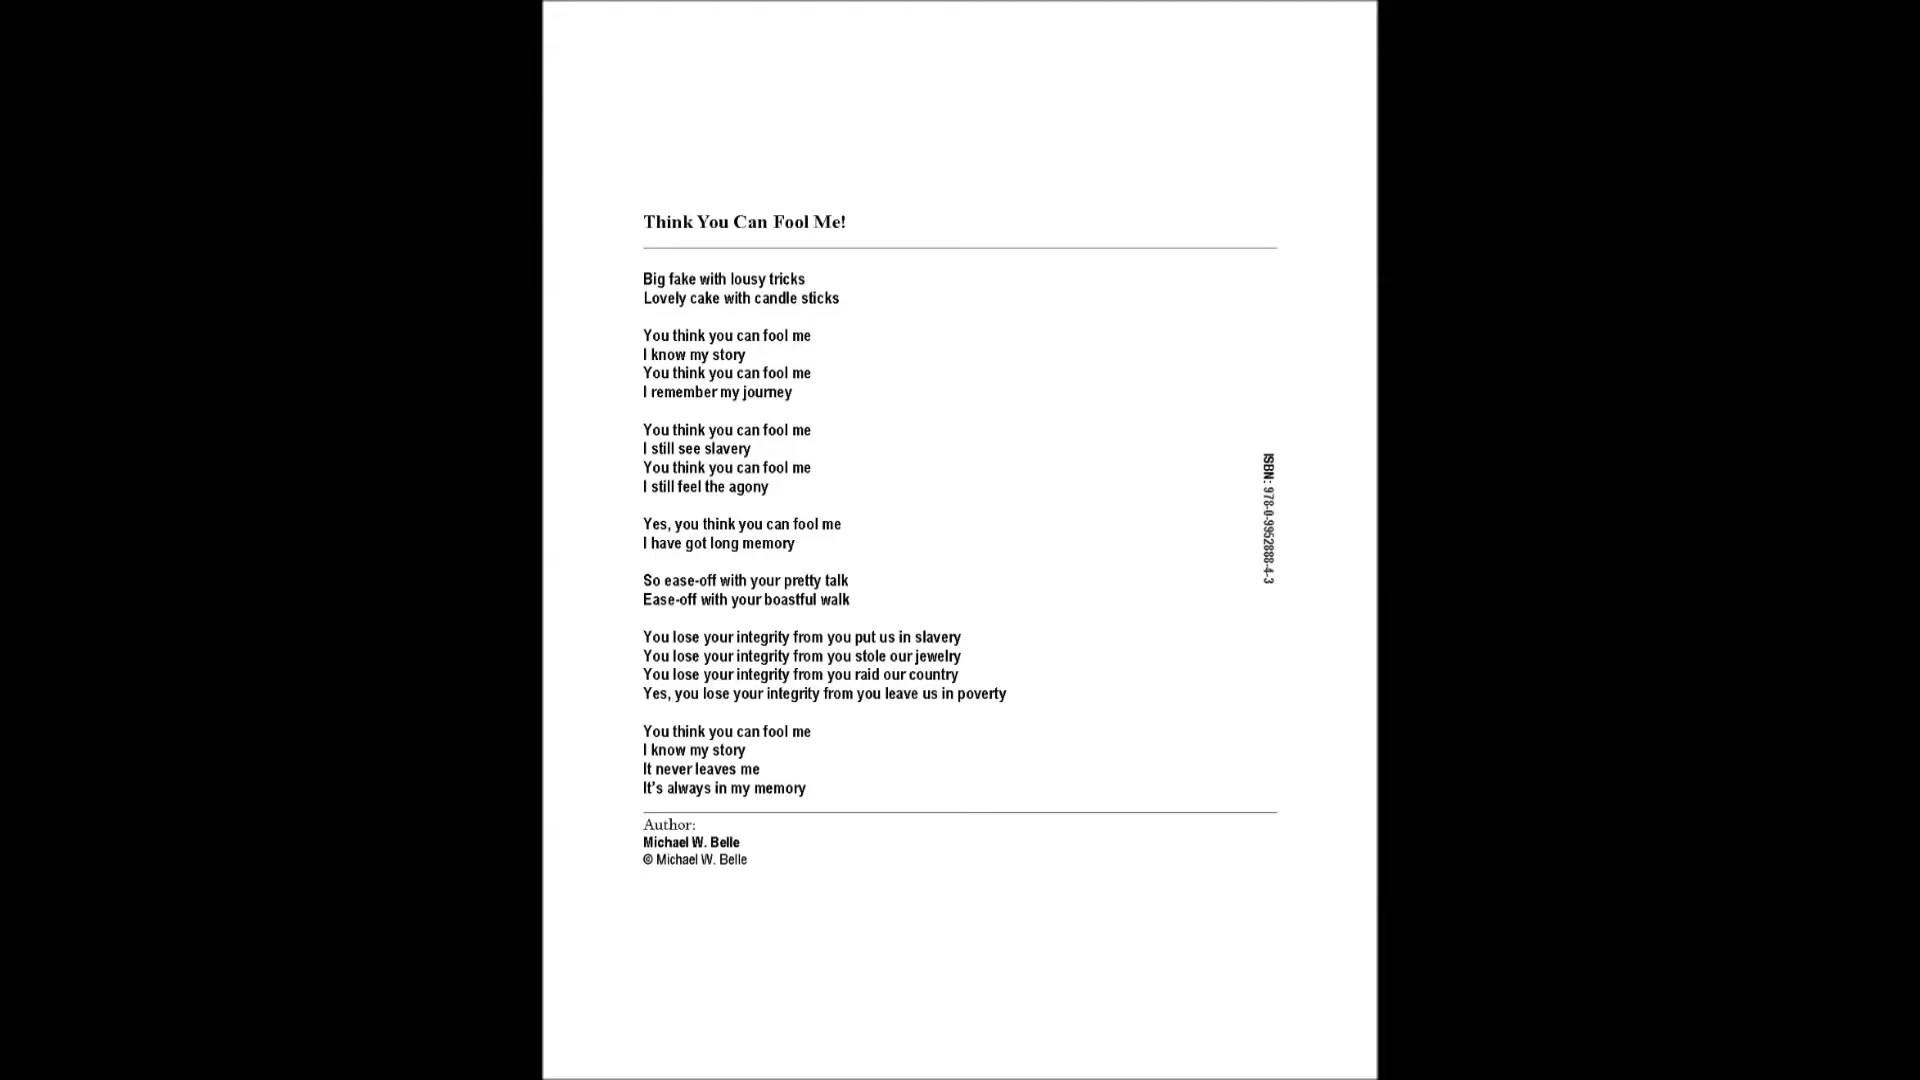 Think You Can Fool Me!
Big fake with lousy tricks
Lovely cake with candle sticks
You think you can fool me
I know my story
You think you can fool me
I remember my journey
You think you can fool me
I still see slavery
You think you can fool me
I still feel the agony
Yes, you think you can fool me
I have got long memory
So ease-off with your pretty talk
Ease-off with your boastful walk
You lose your integrity from you put us in slavery
You lose your integrity from you stole our jewelry
You lose your integrity from you raid our country
Yes, you lose your integrity from you leave us in poverty
You think you can fool me
I know my story
It never leaves me
It's always in my memory
Author:
Michael W. Belle
© Michael W. Belle
ISBN: 978-0-9952888-4-3